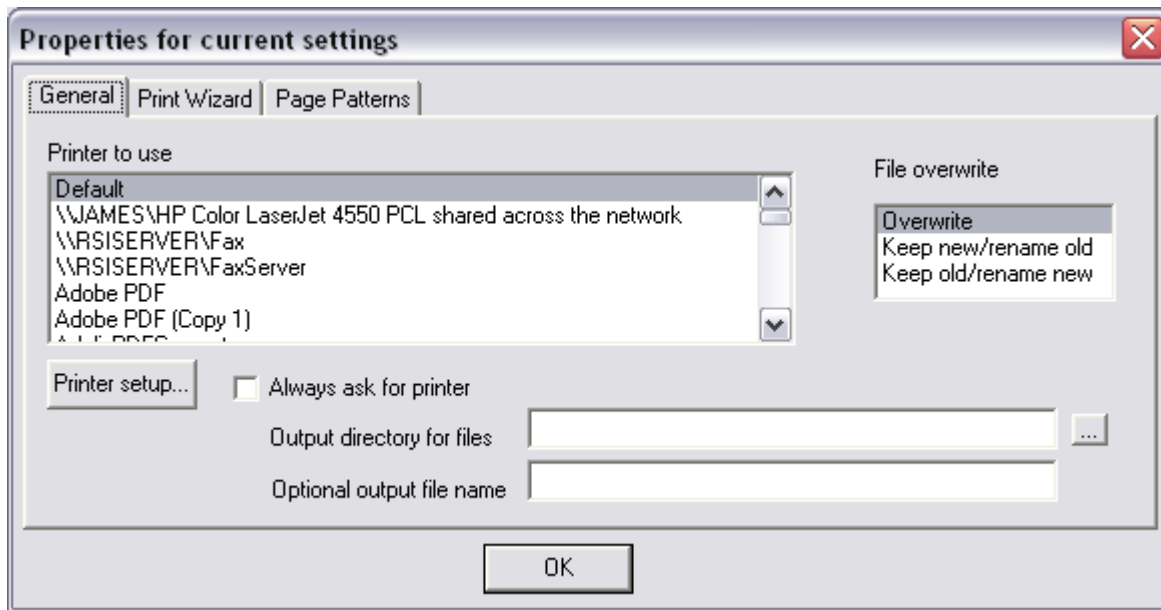 Properties for current settings
General
Print Wizard
Page Patterns
Printer to use
Default
\\JAMES\HP Color LaserJet 4550 PCL shared across the network
\\RSISERVER\Fax
\\RSISERVER\FaxServer
Adobe PDF
Adobe PDF (Copy 1)
File overwrite
Overwrite
Keep new/rename old
Keep old/rename new
Printer setup...
Always ask for printer
Output directory for files
...
Optional output file name
OK